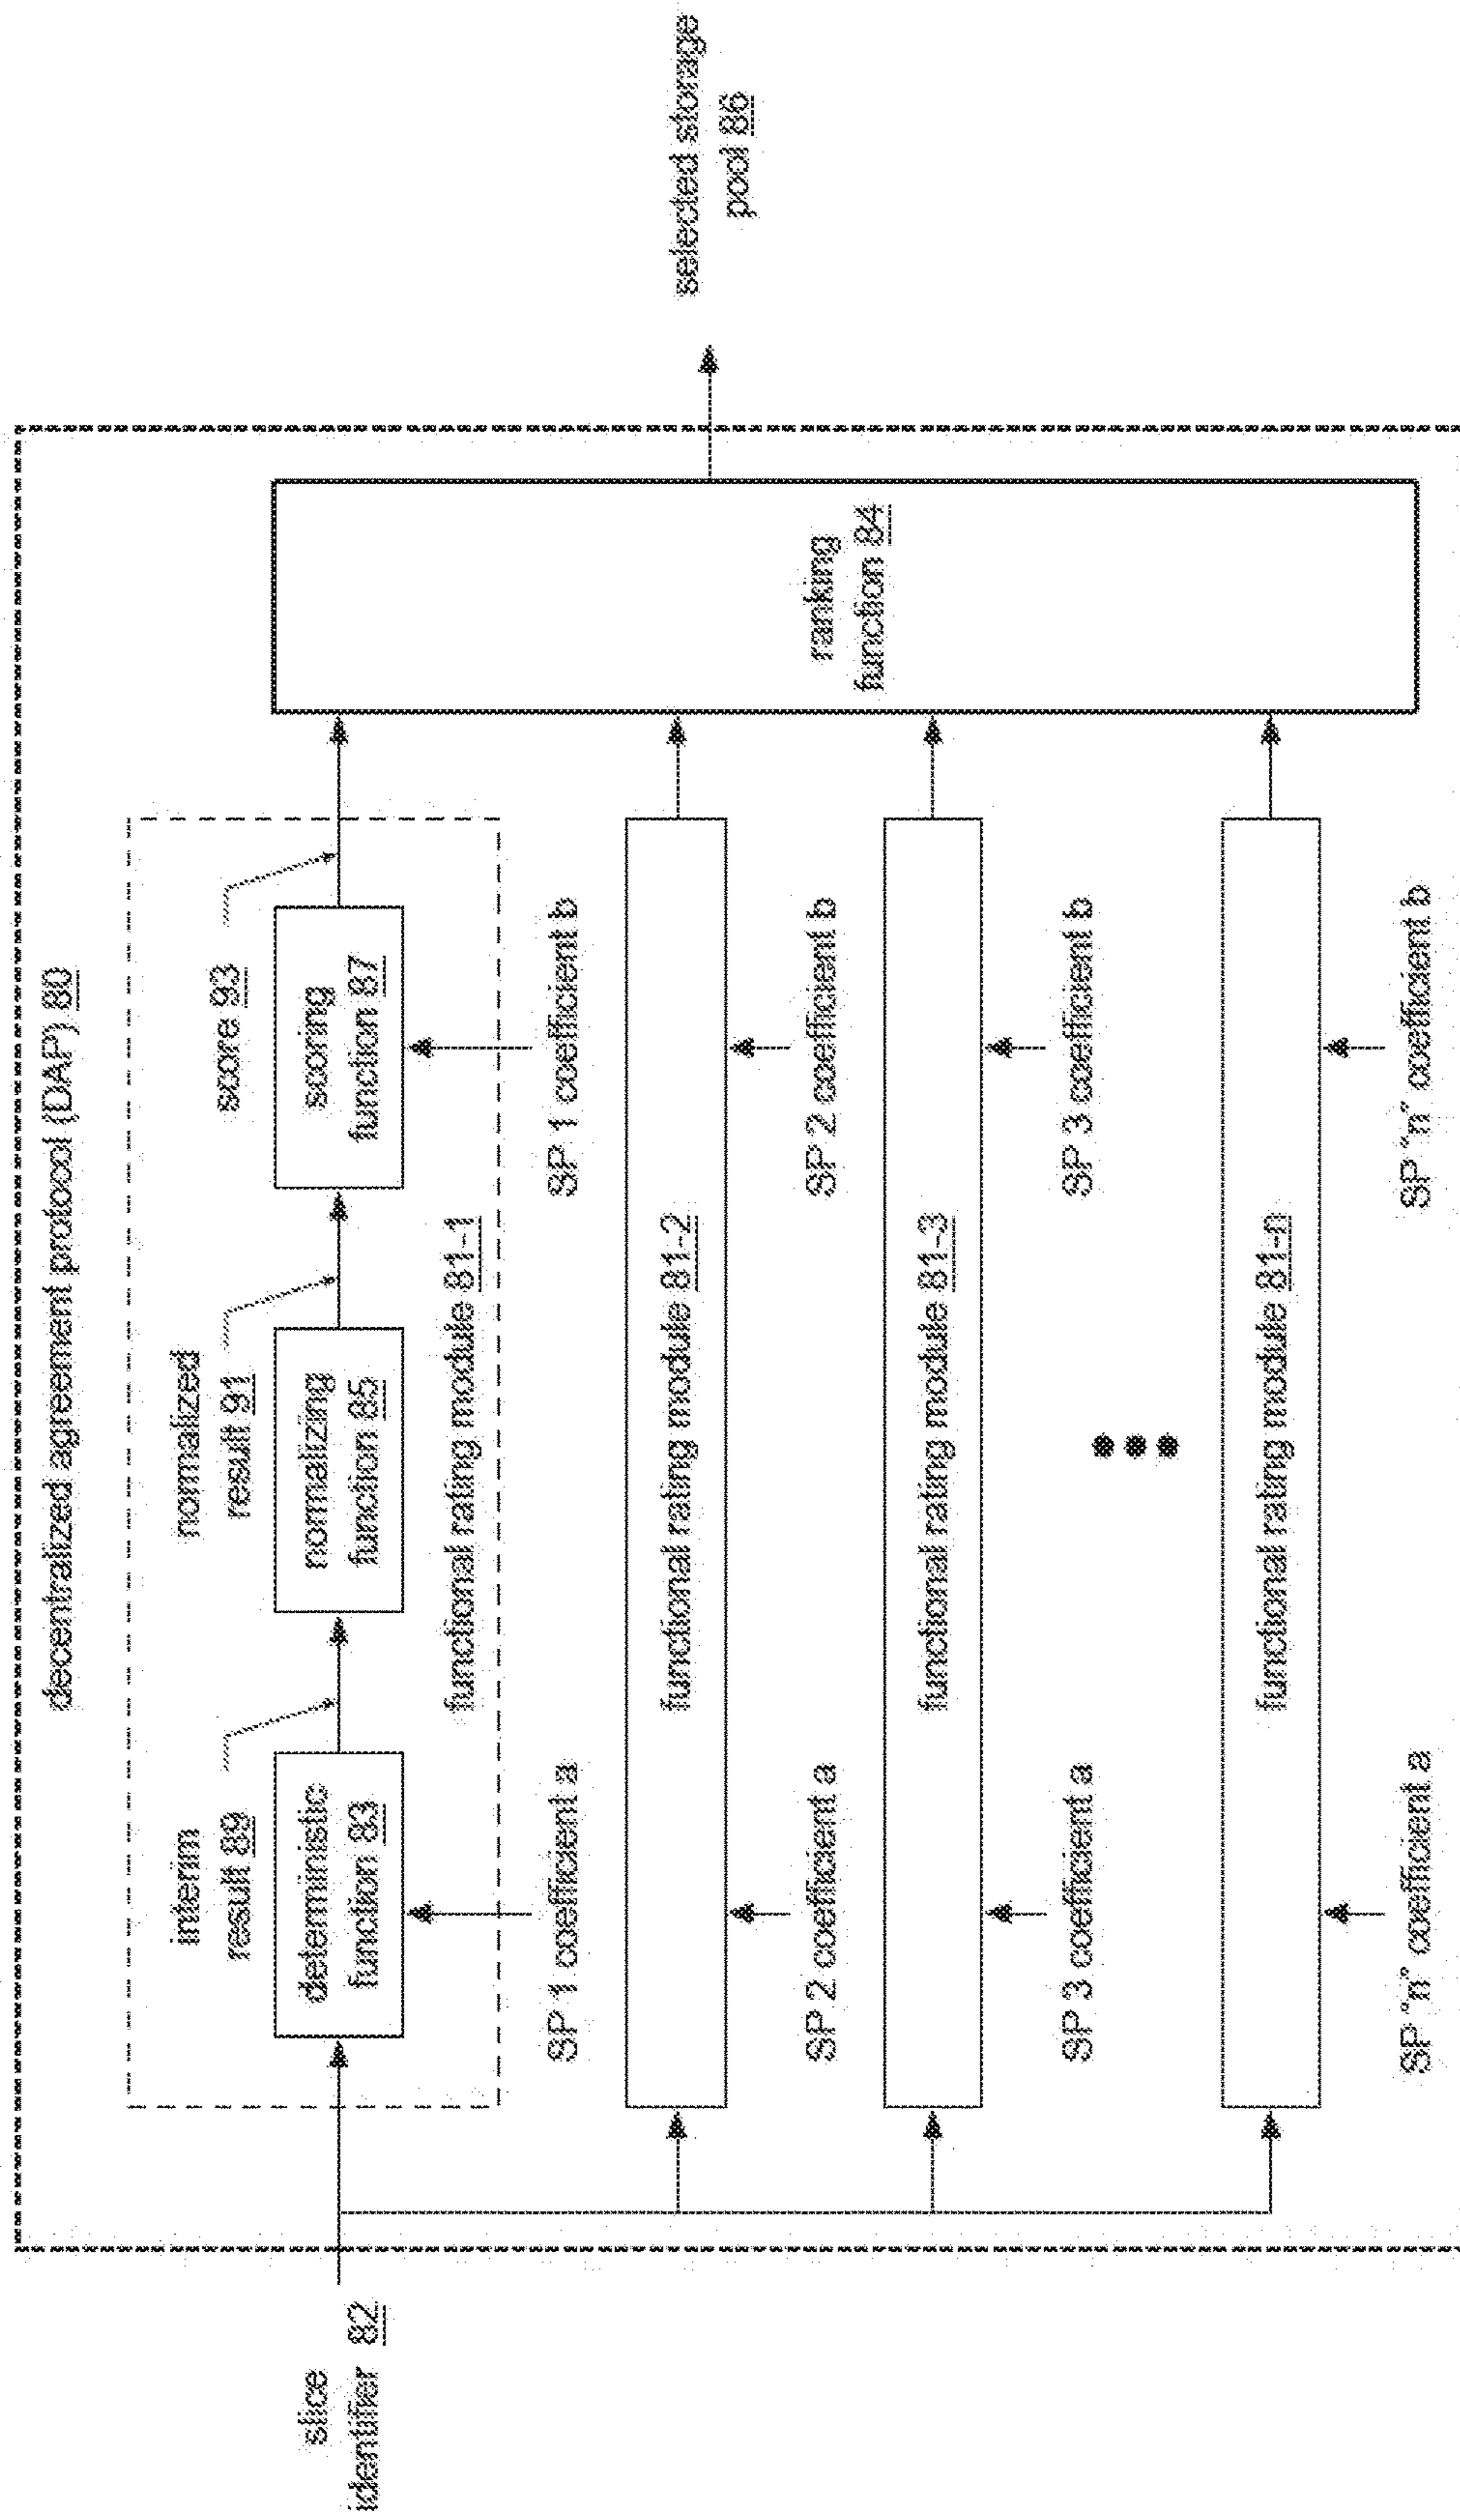 decentralized agreement protocol (DAP) 80
slice
identifier 82
interim
result 89
normalized
result 91
score 93
deterministic
function 83
normalizing
function 85
scoring
function 87
functional rating module 81-1
SP 1 coefficient a
SP 1 coefficient b
functional rating module 81-2
SP 2 coefficient a
SP 2 coefficient b
functional rating module 81-3
SP 3 coefficient a
SP 3 coefficient b
functional rating module 81-n
SP "n" coefficient a
SP "n" coefficient b
ranking
function 84
selected storage
pool 86